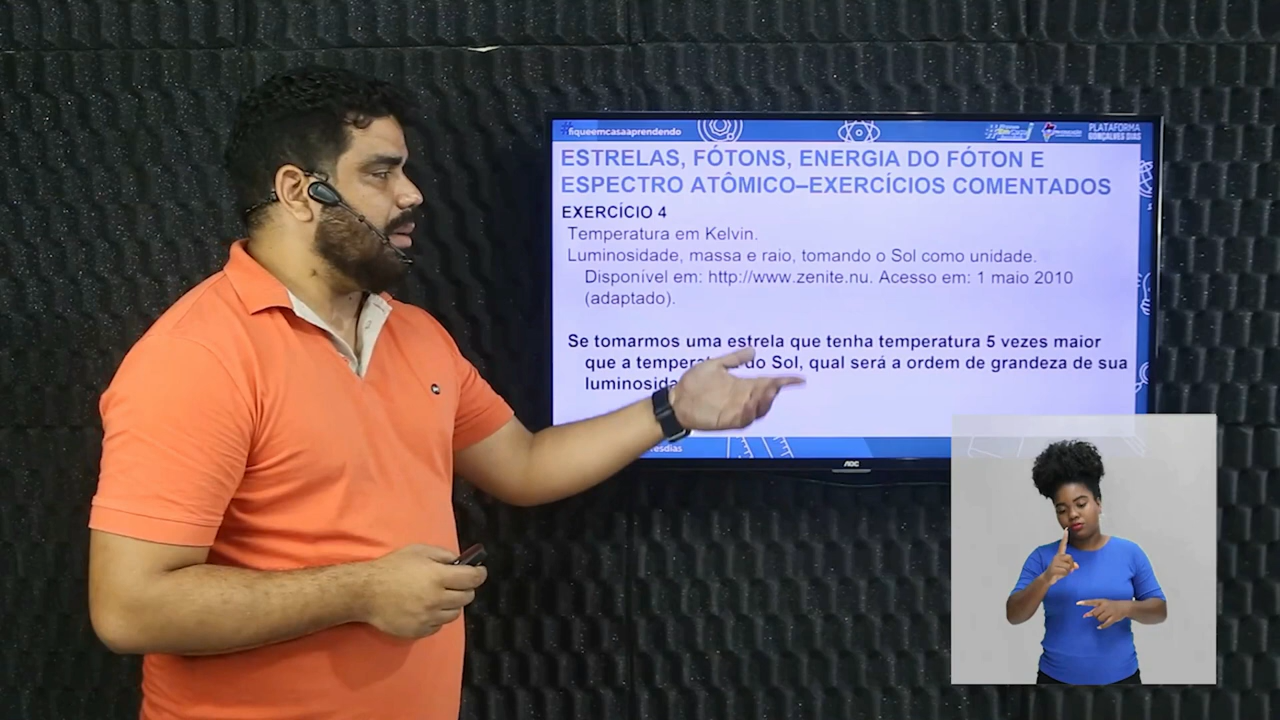 #fiqueemcasaaprendendo
PLATAFORMA
GONÇALVES DIAS
ESTRELAS, FÓTONS, ENERGIA DO FÓTON E
ESPECTRO ATÔMICO–EXERCÍCIOS COMENTADOS
EXERCÍCIO 4
Temperatura em Kelvin.
Luminosidade, massa e raio, tomando o Sol como unidade.
Disponível em: http://www.zenite.nu. Acesso em: 1 maio 2010
(adaptado).
Se tomarmos uma estrela que tenha temperatura 5 vezes maior
que a do Sol, qual será a ordem de grandeza de sua
AOC